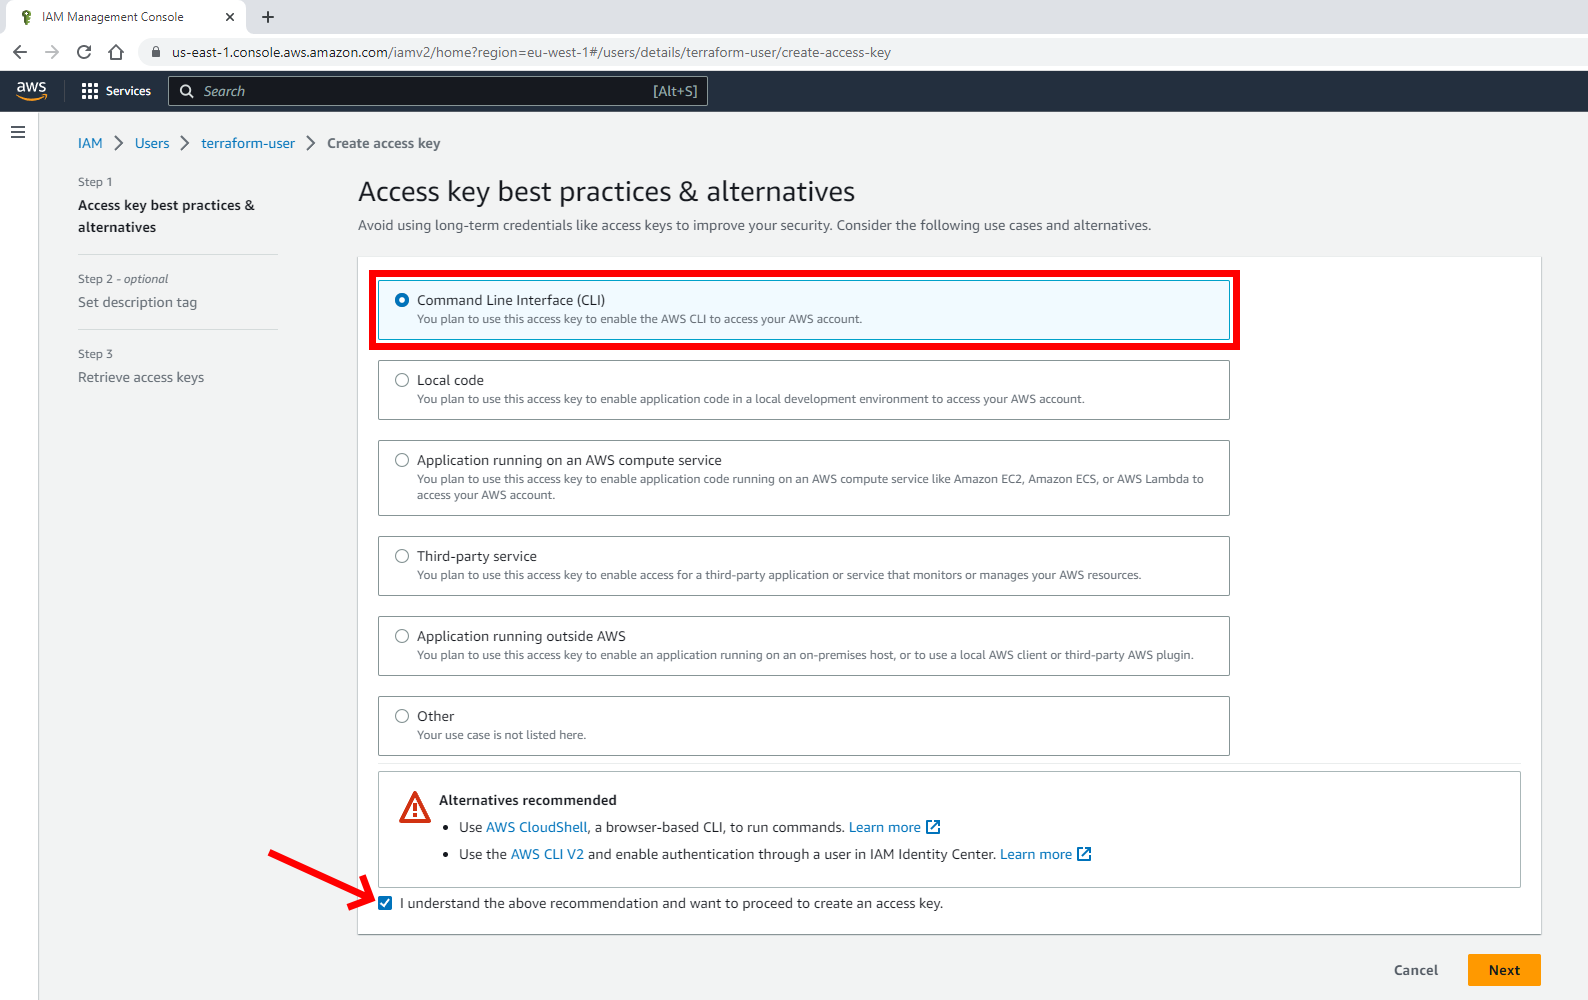 IAM Management Console
us-east-1.console.aws.amazon.com/iamv2/home?region=eu-west-1#/users/details/terraform-user/create-access-key
aws
Services
Search
[Alt+S]
IAM
Users
terraform-user
Create access key
Step 1
Access key best practices &
alternatives
Step 2 - optional
Set description tag
Step 3
Retrieve access keys
Access key best practices & alternatives
Avoid using long-term credentials like access keys to improve your security. Consider the following use cases and alternatives.
Command Line Interface (CLI)
You plan to use this access key to enable the AWS CLI to access your AWS account.
Local code
You plan to use this access key to enable application code in a local development environment to access your AWS account.
Application running on an AWS compute service
You plan to use this access key to enable application code running on an AWS compute service like Amazon EC2, Amazon ECS, or AWS Lambda to
access your AWS account.
Third-party service
You plan to use this access key to enable access for a third-party application or service that monitors or manages your AWS resources.
Application running outside AWS
You plan to use this access key to enable an application running on an on-premises host, or to use a local AWS client or third-party AWS plugin.
Other
Your use case is not listed here.
Alternatives recommended
Use AWS CloudShell, a browser-based CLI, to run commands. Learn more
Use the AWS CLI V2 and enable authentication through a user in IAM Identity Center. Learn more
I understand the above recommendation and want to proceed to create an access key.
Cancel
Next